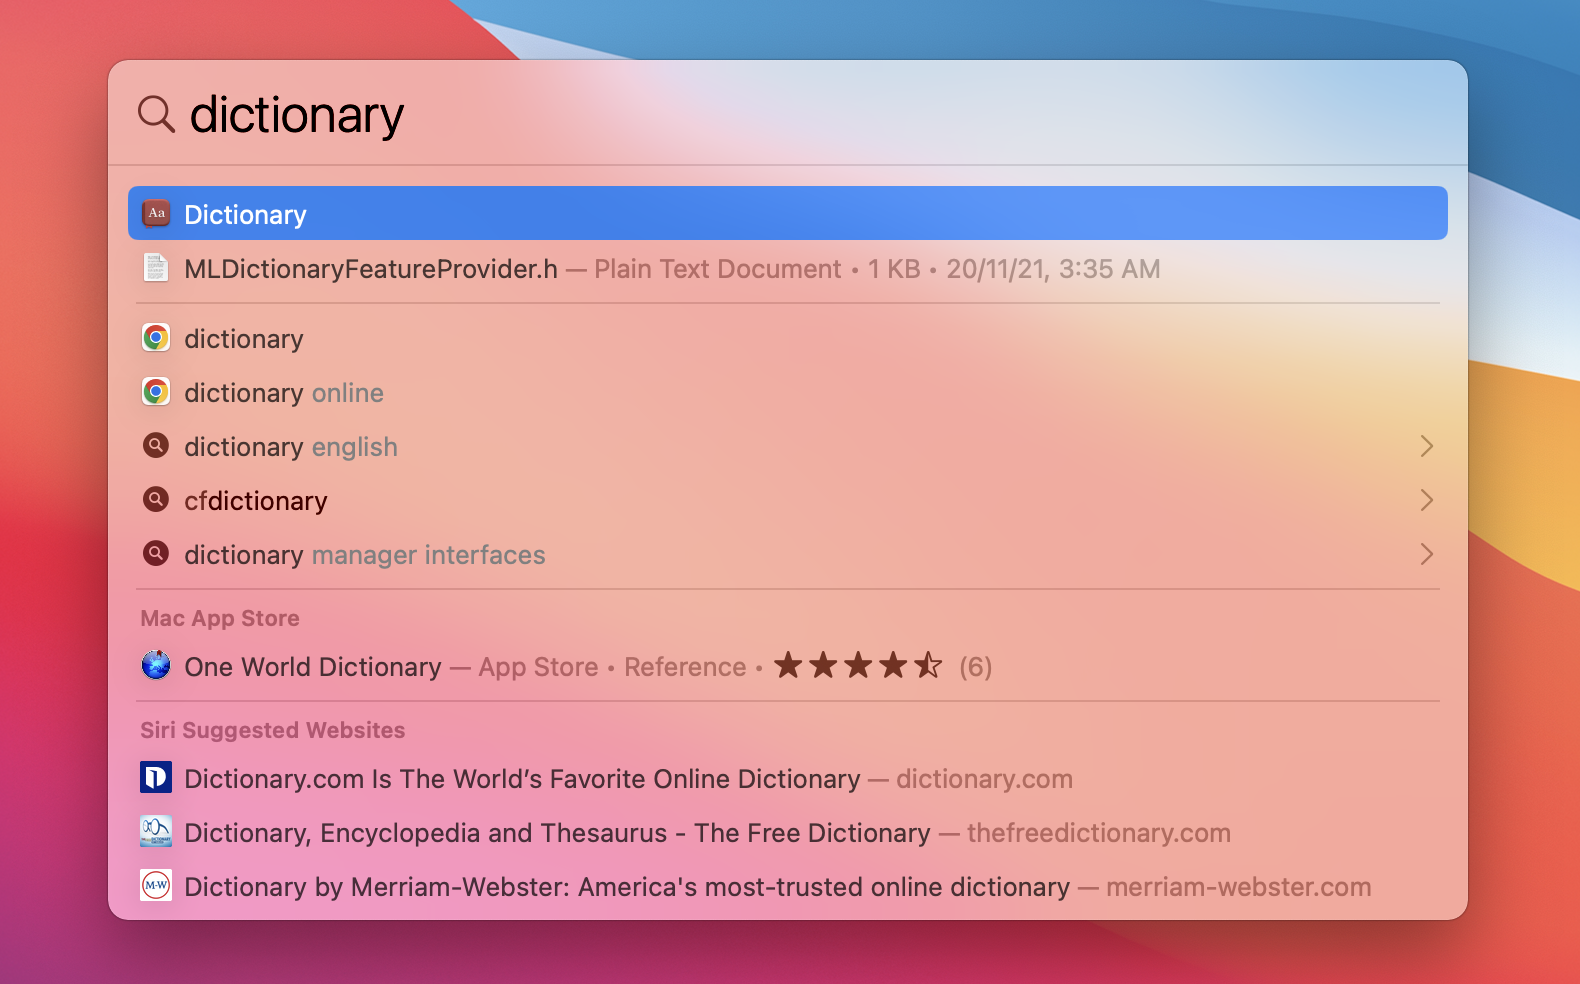 dictionary
Aa Dictionary
MLDictionaryFeatureProvider.h — Plain Text Document • 1 KB • 20/11/21, 3:35 AM
dictionary
dictionary online
dictionary english
cfdictionary
dictionary manager interfaces
Mac App Store
One World Dictionary — App Store • Reference • (6)
Siri Suggested Websites
Dictionary.com Is The World’s Favorite Online Dictionary — dictionary.com
Dictionary, Encyclopedia and Thesaurus - The Free Dictionary — thefreedictionary.com
M-W Dictionary by Merriam-Webster: America's most-trusted online dictionary — merriam-webster.com